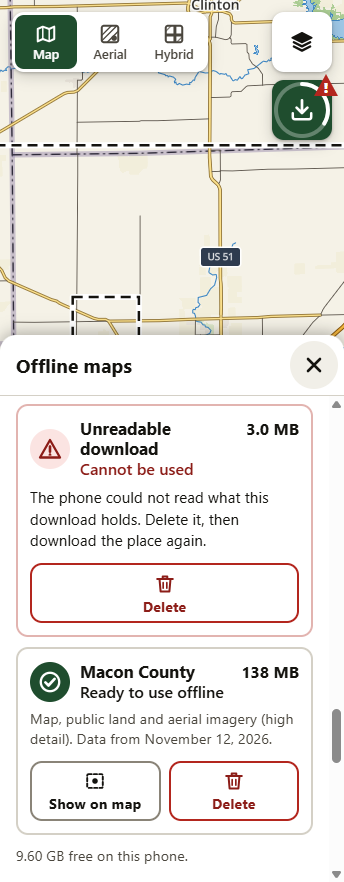 Clinton
Map
Aerial
Hybrid
US 51
Offline maps
Unreadable
download
3.0 MB
Cannot be used
The phone could not read what this
download holds. Delete it, then
download the place again.
Delete
Macon County
138 MB
Ready to use offline
Map, public land and aerial imagery (high
detail). Data from November 12, 2026.
Show on map
Delete
9.60 GB free on this phone.